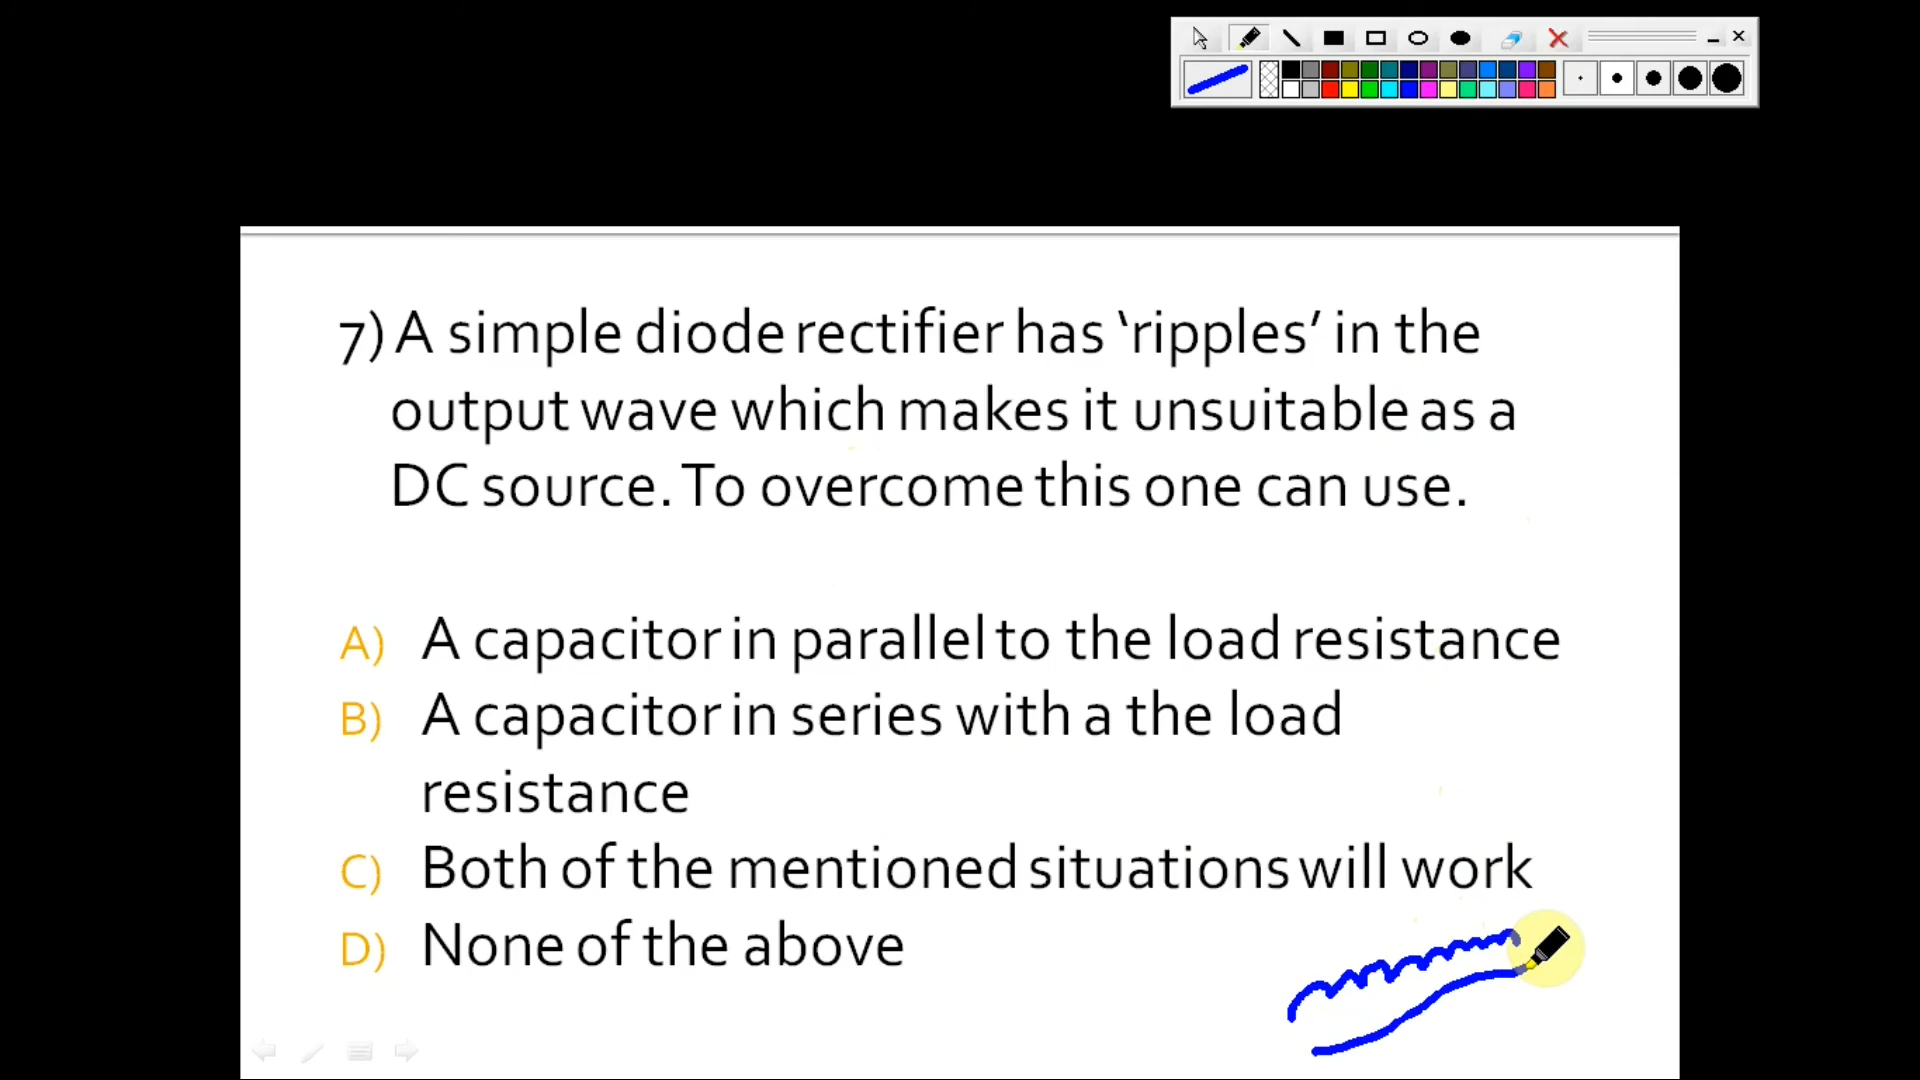 7) A simple diode rectifier has ‘ripples’ in the
output wave which makes it unsuitable as a
DC source. To overcome this one can use.
A) A capacitor in parallel to the load resistance
B) A capacitor in series with a the load
resistance
C) Both of the mentioned situations will work
D) None of the above